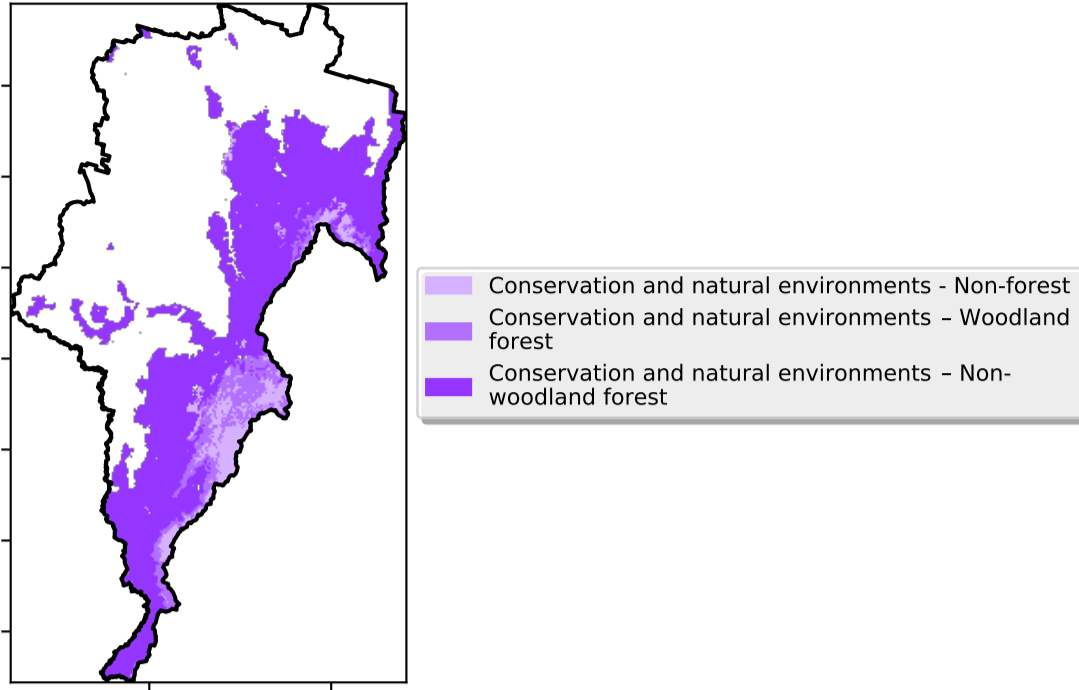 Conservation and natural environments - Non-forest
Conservation and natural environments – Woodland
forest
Conservation and natural environments – Non-
woodland forest